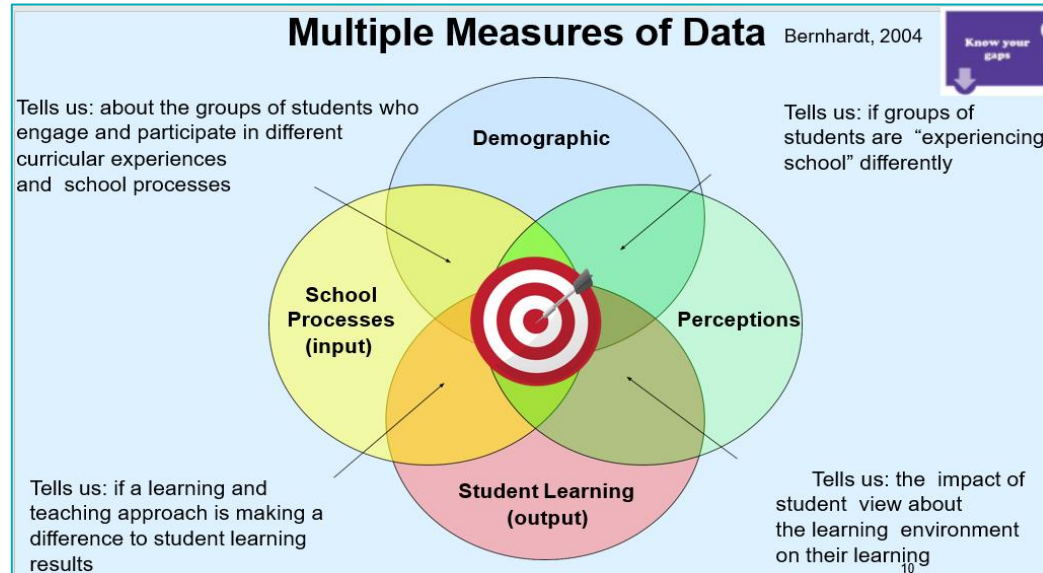 Multiple Measures of Data
Bernhardt, 2004
Know your
gaps
Tells us: about the groups of students who
engage and participate in different
curricular experiences
and school processes
Tells us: if groups of
students are “experiencing
school” differently
Demographic
School
Processes
(input)
Perceptions
Student Learning
(output)
Tells us: if a learning and
teaching approach is making a
difference to student learning
results
Tells us: the impact of
student view about
the learning environment
on their learning
10